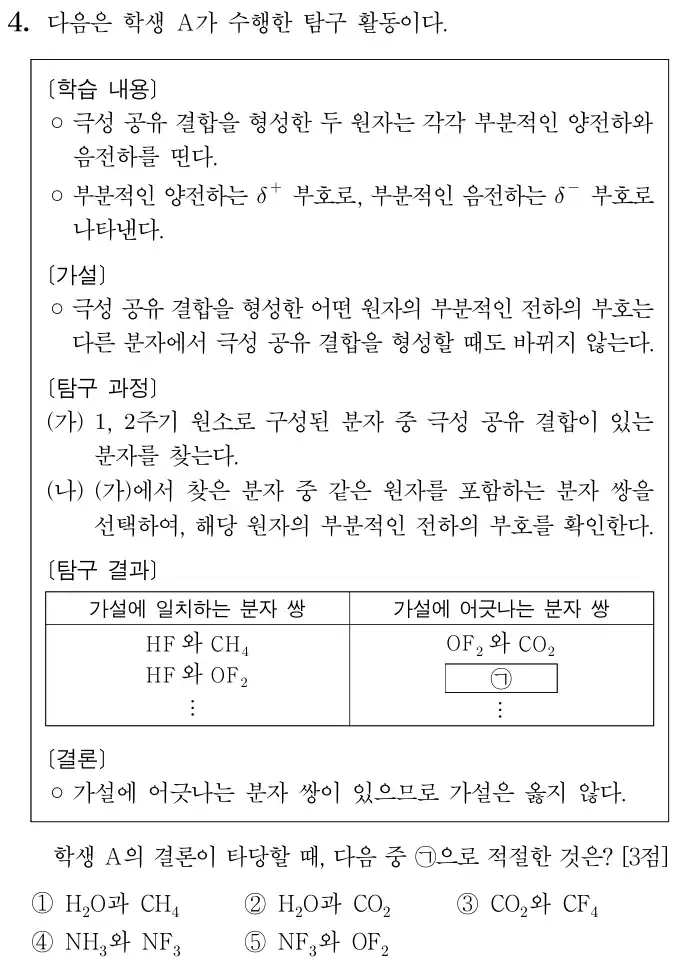 4. 다음은 학생 A가 수행한 탐구 활동이다.
〔학습 내용〕
○ 극성 공유 결합을 형성한 두 원자는 각각 부분적인 양전하와
음전하를 띤다.
○ 부분적인 양전하는 δ⁺ 부호로, 부분적인 음전하는 δ⁻ 부호로
나타낸다.
〔가설〕
○ 극성 공유 결합을 형성한 어떤 원자의 부분적인 전하의 부호는
다른 분자에서 극성 공유 결합을 형성할 때도 바뀌지 않는다.
〔탐구 과정〕
(가) 1, 2주기 원소로 구성된 분자 중 극성 공유 결합이 있는
분자를 찾는다.
(나) (가)에서 찾은 분자 중 같은 원자를 포함하는 분자 쌍을
선택하여, 해당 원자의 부분적인 전하의 부호를 확인한다.
〔탐구 결과〕
가설에 일치하는 분자 쌍 가설에 어긋나는 분자 쌍
HF와 CH₄ OF₂와 CO₂
HF와 OF₂ ㉠
⋮ ⋮
〔결론〕
○ 가설에 어긋나는 분자 쌍이 있으므로 가설은 옳지 않다.
학생 A의 결론이 타당할 때, 다음 중 ㉠으로 적절한 것은? [3점]
① H₂O과 CH₄ ② H₂O과 CO₂ ③ CO₂와 CF₄
④ NH₃와 NF₃ ⑤ NF₃와 OF₂